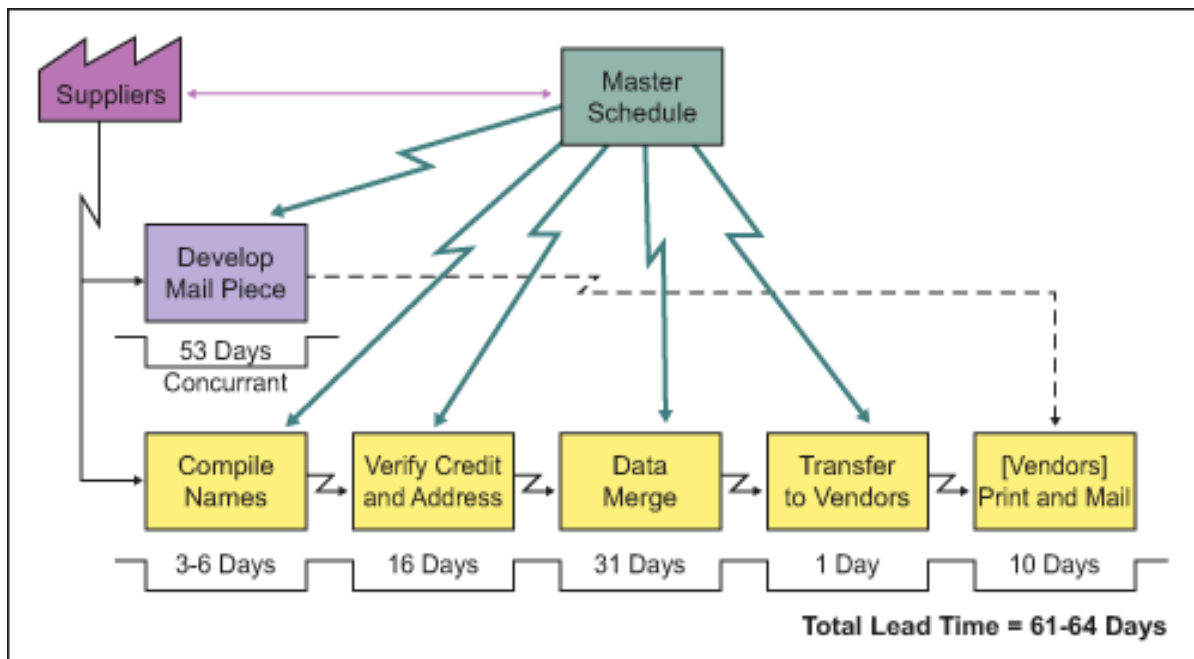 Suppliers
Master
Schedule
Develop
Mail Piece
53 Days
Concurrant
Compile
Names
Verify Credit
and Address
Data
Merge
Transfer
to Vendors
[Vendors]
Print and Mail
3-6 Days
16 Days
31 Days
1 Day
10 Days
Total Lead Time = 61-64 Days